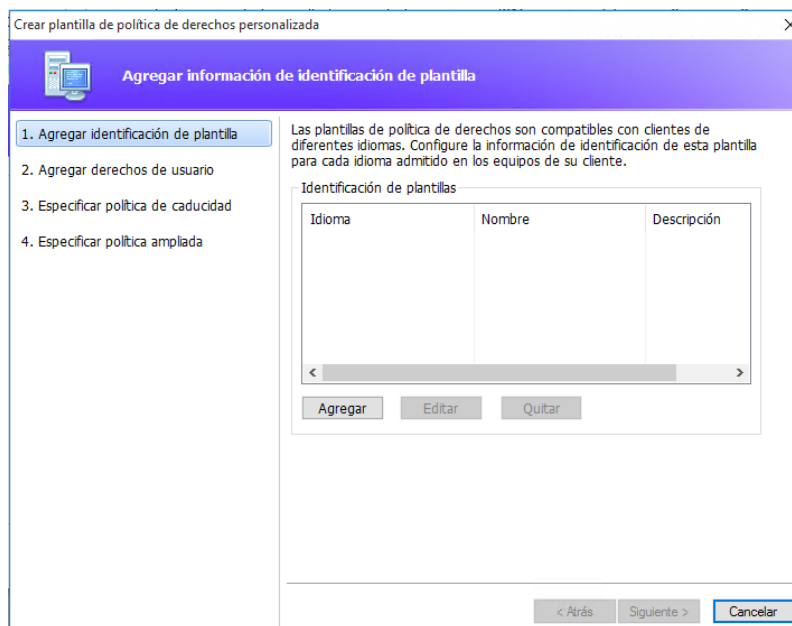 Crear plantilla de política de derechos personalizada
Agregar información de identificación de plantilla
1. Agregar identificación de plantilla
2. Agregar derechos de usuario
3. Especificar política de caducidad
4. Especificar política ampliada
Las plantillas de política de derechos son compatibles con clientes de
diferentes idiomas. Configure la información de identificación de esta plantilla
para cada idioma admitido en los equipos de su cliente.
Identificación de plantillas
Idioma Nombre Descripción
Agregar Editar Quitar
< Atrás Siguiente > Cancelar